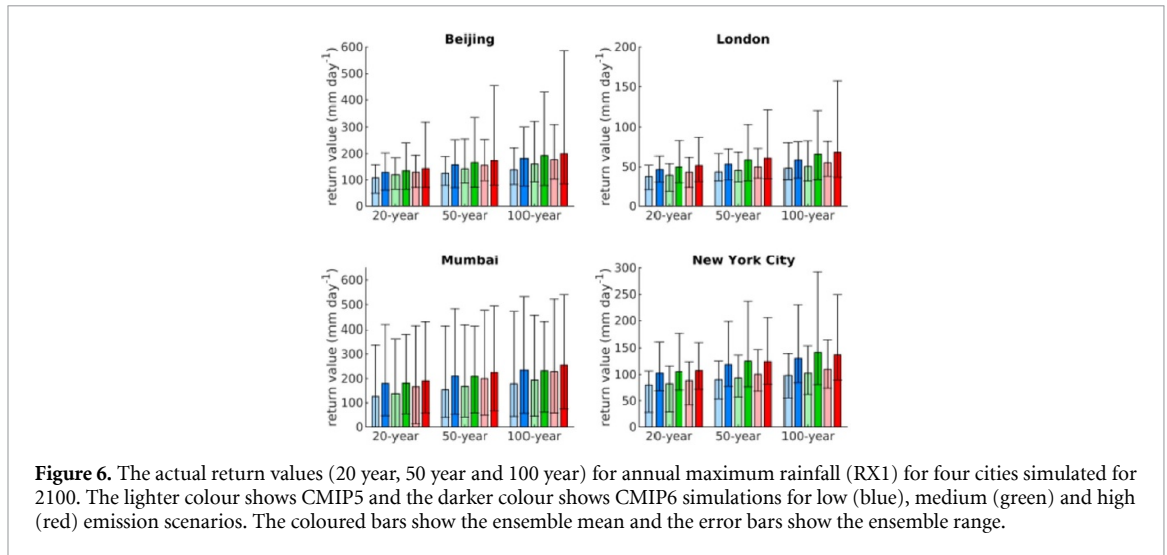 Beijing
return value (mm day-1)
600
500
400
300
200
100
0
20-year 50-year 100-year
London
return value (mm day-1)
200
150
100
50
0
20-year 50-year 100-year
Mumbai
return value (mm day-1)
600
500
400
300
200
100
0
20-year 50-year 100-year
New York City
return value (mm day-1)
300
250
200
150
100
50
0
20-year 50-year 100-year
Figure 6. The actual return values (20 year, 50 year and 100 year) for annual maximum rainfall (RX1) for four cities simulated for
2100. The lighter colour shows CMIP5 and the darker colour shows CMIP6 simulations for low (blue), medium (green) and high
(red) emission scenarios. The coloured bars show the ensemble mean and the error bars show the ensemble range.